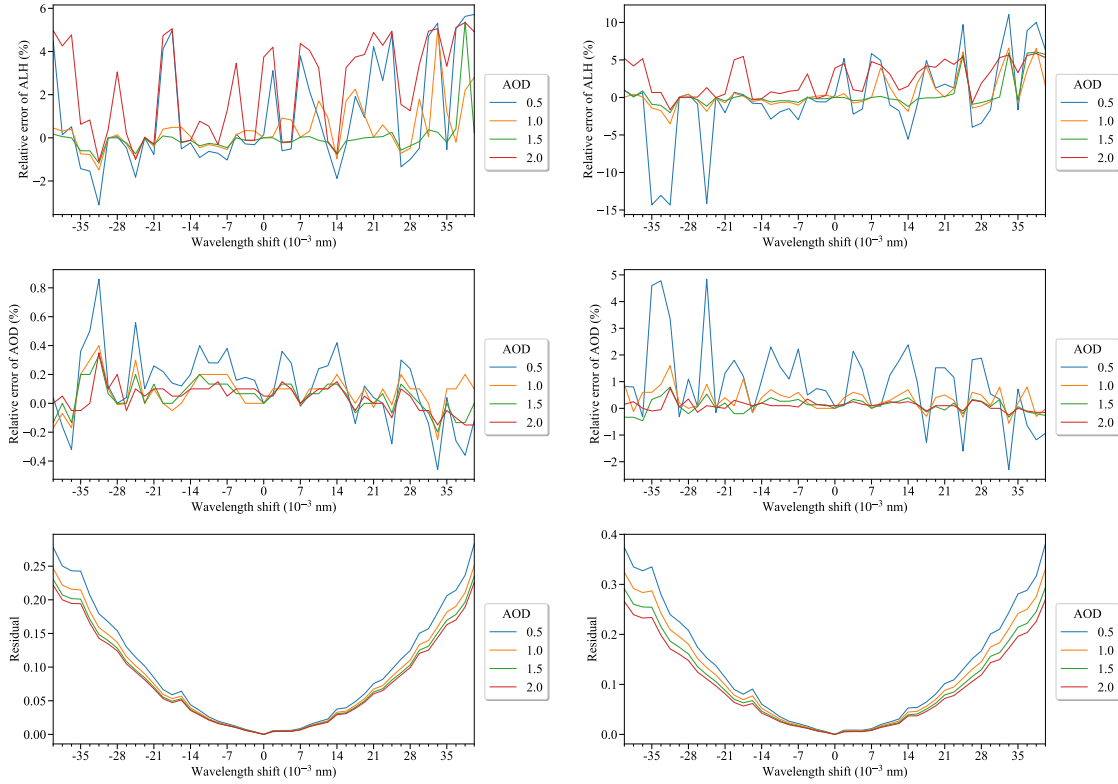 Relative error of ALH (%)
6
4
2
0
−2
-35 -28 -21 -14 -7 0 7 14 21 28 35
Wavelength shift (10⁻³ nm)
AOD
0.5
1.0
1.5
2.0
Relative error of ALH (%)
10
5
0
−5
−10
−15
-35 -28 -21 -14 -7 0 7 14 21 28 35
Wavelength shift (10⁻³ nm)
AOD
0.5
1.0
1.5
2.0
Relative error of AOD (%)
0.8
0.6
0.4
0.2
0.0
−0.2
−0.4
-35 -28 -21 -14 -7 0 7 14 21 28 35
Wavelength shift (10⁻³ nm)
AOD
0.5
1.0
1.5
2.0
Relative error of AOD (%)
5
4
3
2
1
0
−1
−2
-35 -28 -21 -14 -7 0 7 14 21 28 35
Wavelength shift (10⁻³ nm)
AOD
0.5
1.0
1.5
2.0
Residual
0.25
0.20
0.15
0.10
0.05
0.00
-35 -28 -21 -14 -7 0 7 14 21 28 35
Wavelength shift (10⁻³ nm)
AOD
0.5
1.0
1.5
2.0
Residual
0.4
0.3
0.2
0.1
0.0
-35 -28 -21 -14 -7 0 7 14 21 28 35
Wavelength shift (10⁻³ nm)
AOD
0.5
1.0
1.5
2.0